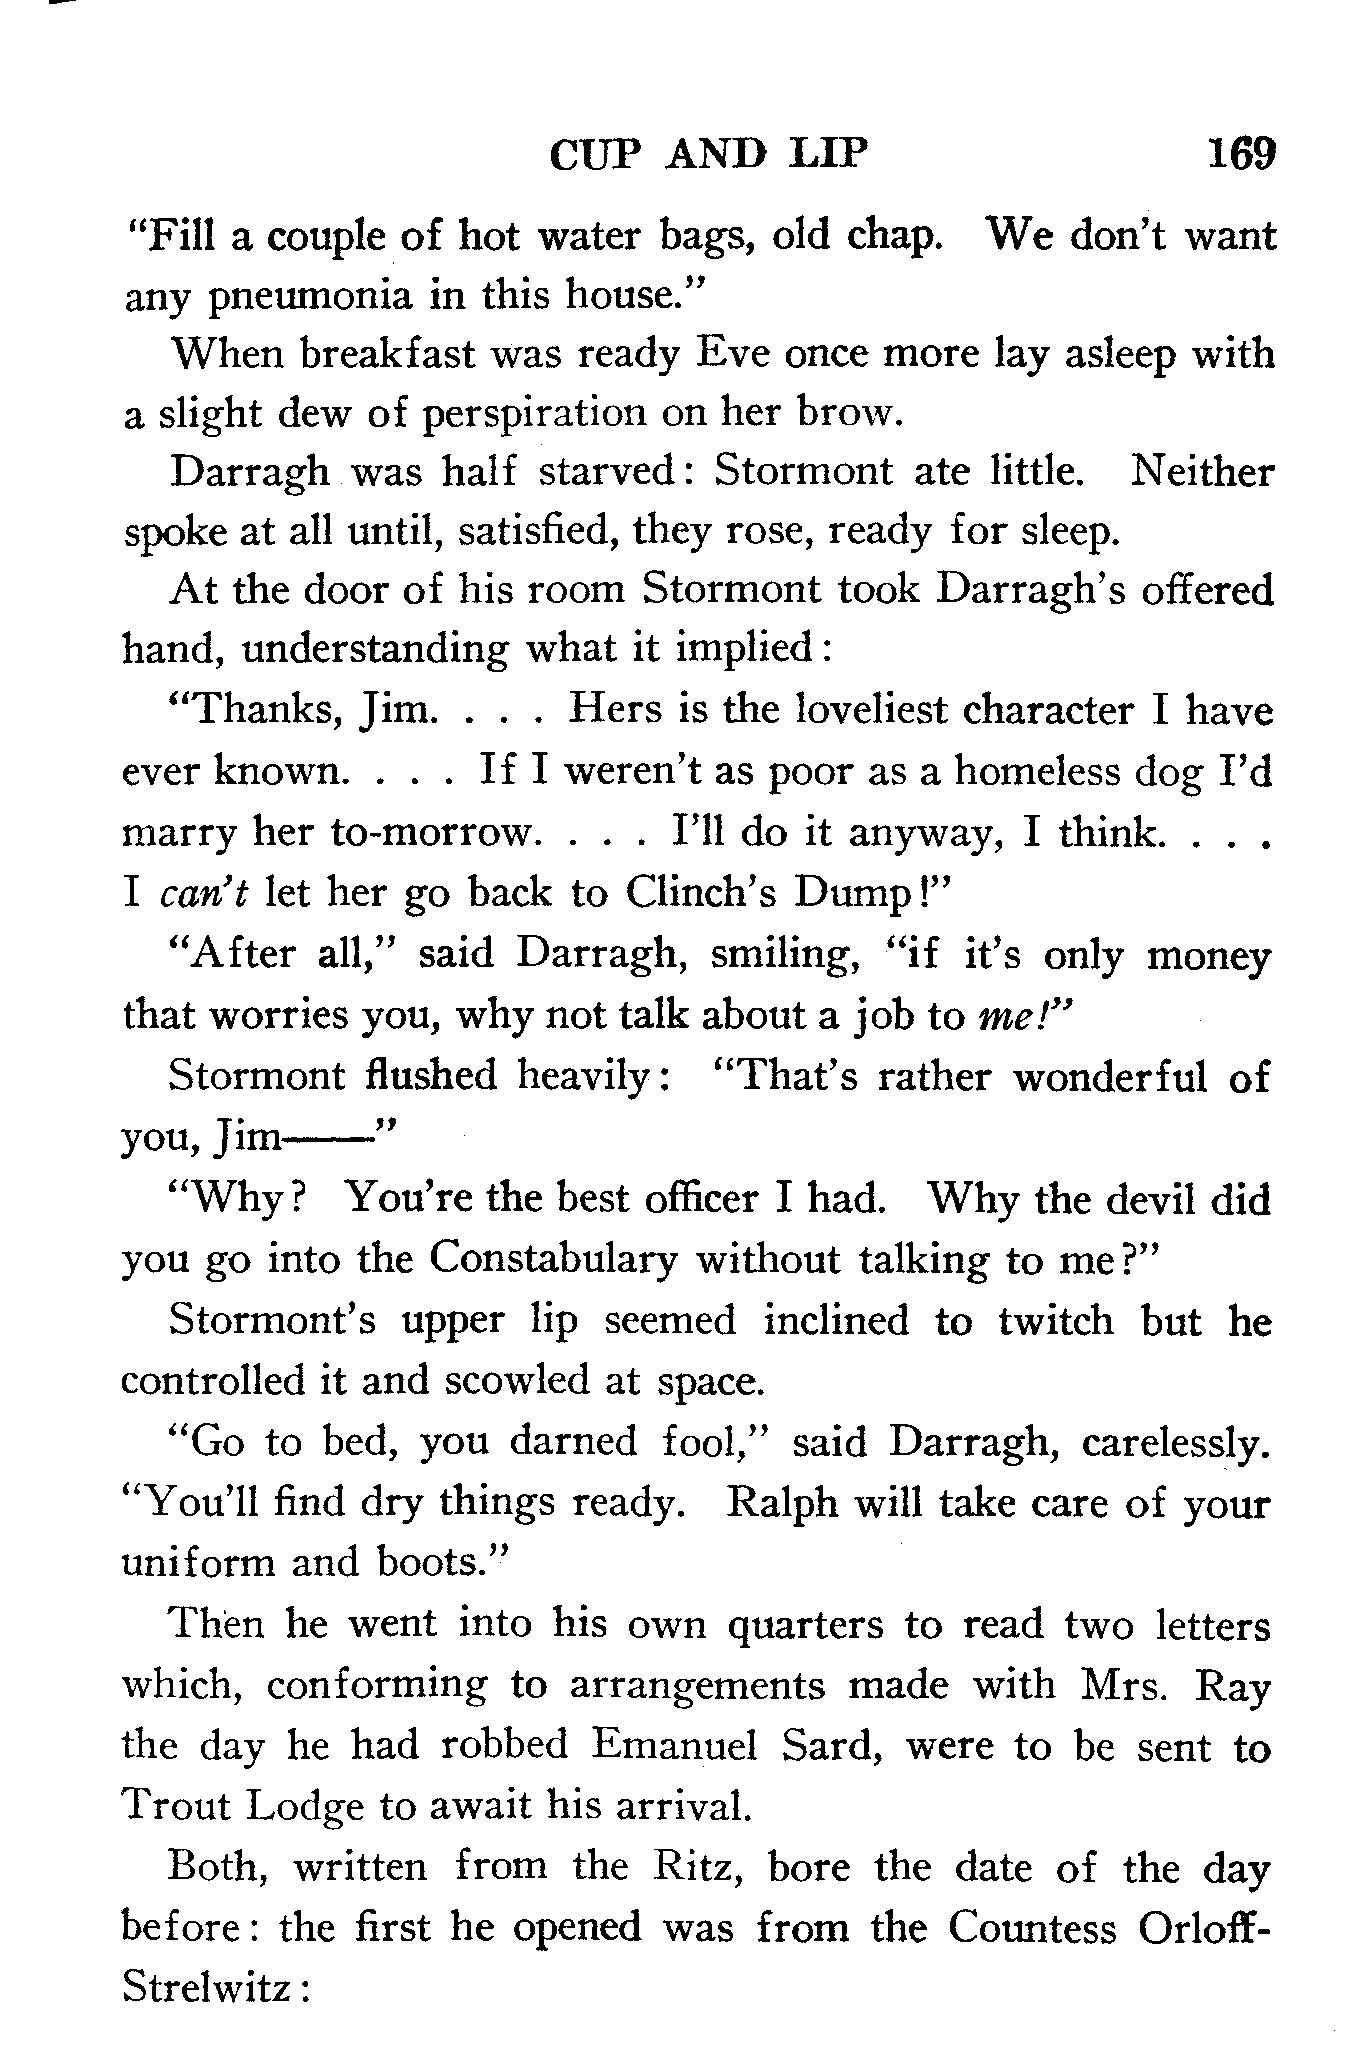 CUP AND LIP 169
“Fill a couple of hot water bags, old chap. We don’t want
any pneumonia in this house.”
When breakfast was ready Eve once more lay asleep with
a slight dew of perspiration on her brow.
Darragh was half starved: Stormont ate little. Neither
spoke at all until, satisfied, they rose, ready for sleep.
At the door of his room Stormont took Darragh’s offered
hand, understanding what it implied:
“Thanks, Jim. . . . Hers is the loveliest character I have
ever known. . . . If I weren’t as poor as a homeless dog I’d
marry her to-morrow. . . . I’ll do it anyway, I think. . . .
I can’t let her go back to Clinch’s Dump!”
“After all,” said Darragh, smiling, “if it’s only money
that worries you, why not talk about a job to me!”
Stormont flushed heavily: “That’s rather wonderful of
you, Jim——”
“Why? You’re the best officer I had. Why the devil did
you go into the Constabulary without talking to me?”
Stormont’s upper lip seemed inclined to twitch but he
controlled it and scowled at space.
“Go to bed, you darned fool,” said Darragh, carelessly.
“You’ll find dry things ready. Ralph will take care of your
uniform and boots.”
Then he went into his own quarters to read two letters
which, conforming to arrangements made with Mrs. Ray
the day he had robbed Emanuel Sard, were to be sent to
Trout Lodge to await his arrival.
Both, written from the Ritz, bore the date of the day
before: the first he opened was from the Countess Orloff-
Strelwitz: